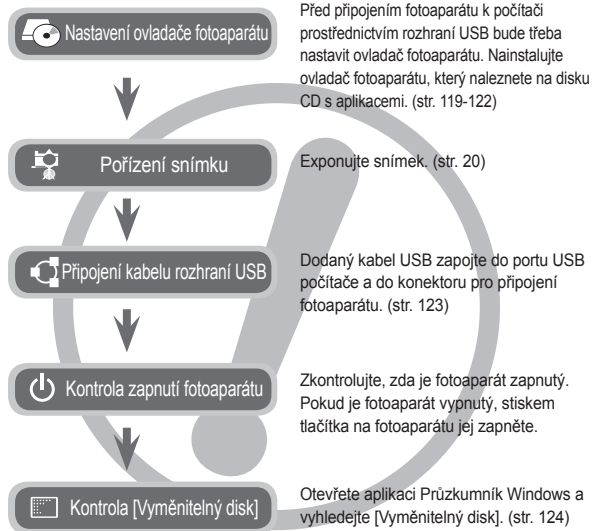 Nastavení ovladače fotoaparátu
Před připojením fotoaparátu k počítači
prostřednictvím rozhraní USB bude třeba
nastavit ovladač fotoaparátu. Nainstalujte
ovladač fotoaparátu, který naleznete na disku
CD s aplikacemi. (str. 119-122)
Pořízení snímku
Exponujte snímek. (str. 20)
Připojení kabelu rozhraní USB
Dodaný kabel USB zapojte do portu USB
počítače a do konektoru pro připojení
fotoaparátu. (str. 123)
Kontrola zapnutí fotoaparátu
Zkontrolujte, zda je fotoaparát zapnutý.
Pokud je fotoaparát vypnutý, stiskem
tlačítka na fotoaparátu jej zapněte.
Kontrola [Vyměnitelný disk]
Otevřete aplikaci Průzkumník Windows a
vyhledejte [Vyměnitelný disk]. (str. 124)